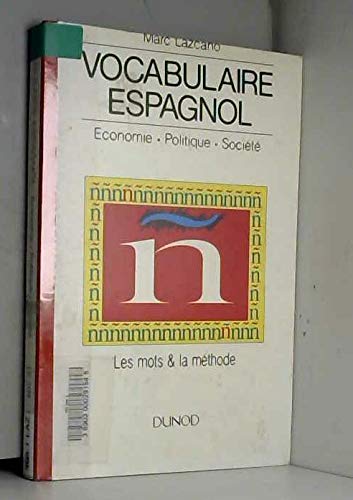 Marc Lazcano
VOCABULAIRE
ESPAGNOL
Economie • Politique • Société
ñ
Les mots & la méthode
DUNOD